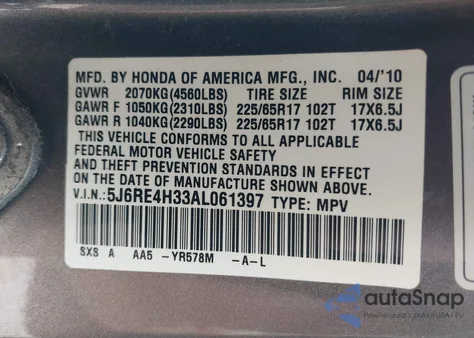 MFD. BY HONDA OF AMERICA MFG., INC. 04/'10
GVWR 2070KG(4560LBS) TIRE SIZE RIM SIZE
GAWR F 1050KG(2310LBS) 225/65R17 102T 17X6.5J
GAWR R 1040KG(2290LBS) 225/65R17 102T 17X6.5J
THIS VEHICLE CONFORMS TO ALL APPLICABLE
FEDERAL MOTOR VEHICLE SAFETY
AND THEFT PREVENTION STANDARDS IN EFFECT
ON THE DATE OF MANUFACTURE SHOWN ABOVE.
V.I.N.: 5J6RE4H33AL061397 TYPE: MPV
SXS A AA5 -YR578M -A-L
autoSnap